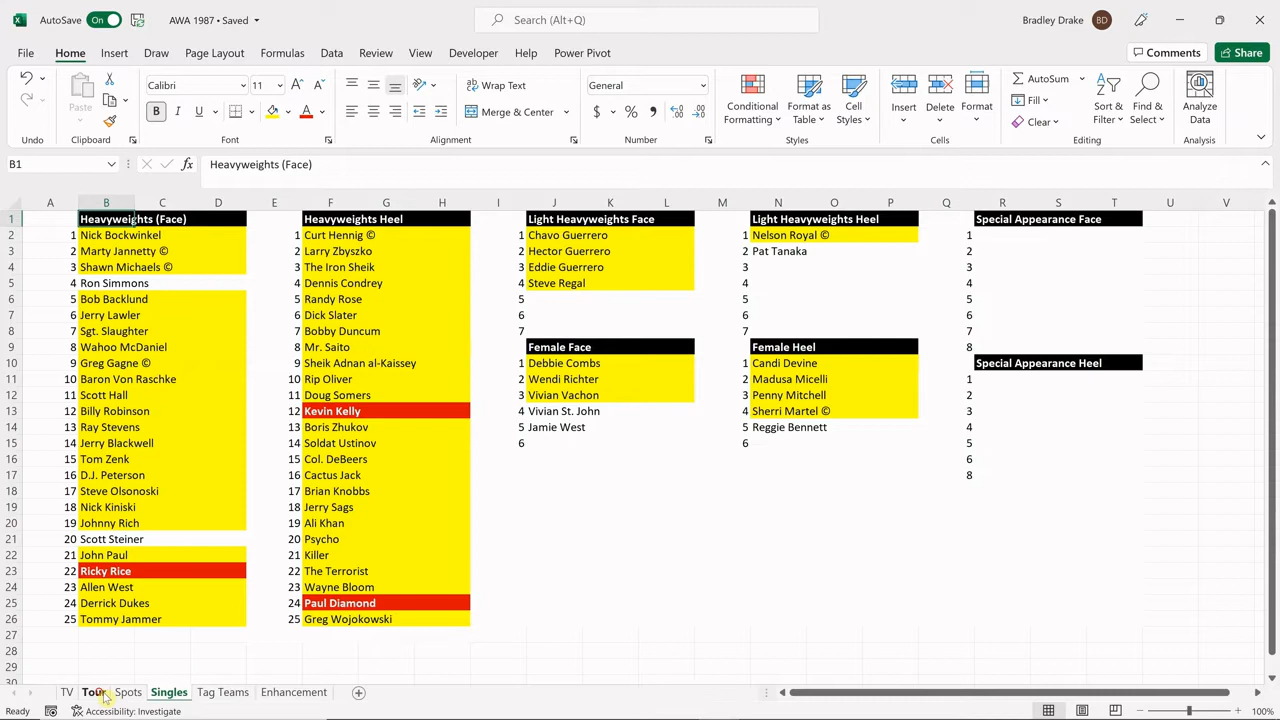 AutoSave On AWA 1987 • Saved Search (Alt+Q) Bradley Drake BD
File Home Insert Draw Page Layout Formulas Data Review View Developer Help Power Pivot Comments Share
Calibri 11 Wrap Text General AutoSum
Paste Merge & Center Conditional Formatting Format as Table Cell Styles Insert Delete Format Fill Clear Sort & Filter Find & Select Analyze Data
Undo Clipboard Font Alignment Number Styles Cells Editing Analysis
B1 fx Heavyweights (Face)
A B C D E F G H I J K L M N O P Q R S T U V
1 Heavyweights (Face) Heavyweights Heel Light Heavyweights Face Light Heavyweights Heel Special Appearance Face
2 1 Nick Bockwinkel 1 Curt Hennig © 1 Chavo Guerrero 1 Nelson Royal © 1
3 2 Marty Jannetty © 2 Larry Zbyszko 2 Hector Guerrero 2 Pat Tanaka 2
4 3 Shawn Michaels © 3 The Iron Sheik 3 Eddie Guerrero 3 3
5 4 Ron Simmons 4 Dennis Condrey 4 Steve Regal 4 4
6 5 Bob Backlund 5 Randy Rose 5 5 5
7 6 Jerry Lawler 6 Dick Slater 6 6 6
8 7 Sgt. Slaughter 7 Bobby Duncum 7 7 7
9 8 Wahoo McDaniel 8 Mr. Saito Female Face Female Heel 8
10 9 Greg Gagne © 9 Sheik Adnan al-Kaissey 1 Debbie Combs 1 Candi Devine Special Appearance Heel
11 10 Baron Von Raschke 10 Rip Oliver 2 Wendi Richter 2 Madusa Micelli 1
12 11 Scott Hall 11 Doug Somers 3 Vivian Vachon 3 Penny Mitchell 2
13 12 Billy Robinson 12 Kevin Kelly 4 Vivian St. John 4 Sherri Martel © 3
14 13 Ray Stevens 13 Boris Zhukov 5 Jamie West 5 Reggie Bennett 4
15 14 Jerry Blackwell 14 Soldat Ustinov 6 6 5
16 15 Tom Zenk 15 Col. DeBeers 6
17 16 D.J. Peterson 16 Cactus Jack 8
18 17 Steve Olsonoski 17 Brian Knobbs
19 18 Nick Kiniski 18 Jerry Sags
20 19 Johnny Rich 19 Ali Khan
21 20 Scott Steiner 20 Psycho
22 21 John Paul 21 Killer
23 22 Ricky Rice 22 The Terrorist
24 23 Allen West 23 Wayne Bloom
25 24 Derrick Dukes 24 Paul Diamond
26 25 Tommy Jammer 25 Greg Wojokowski
27
28
29
30
TV Tour Spots Singles Tag Teams Enhancement
Ready Accessibility: Investigate 100%